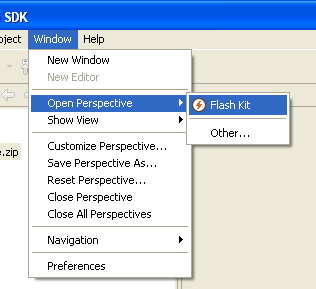 SDK
oject Window Help
New Window
New Editor
Open Perspective
Flash Kit
Show View
Other...
Customize Perspective...
Save Perspective As...
Reset Perspective...
Close Perspective
Close All Perspectives
Navigation
Preferences
e.zip